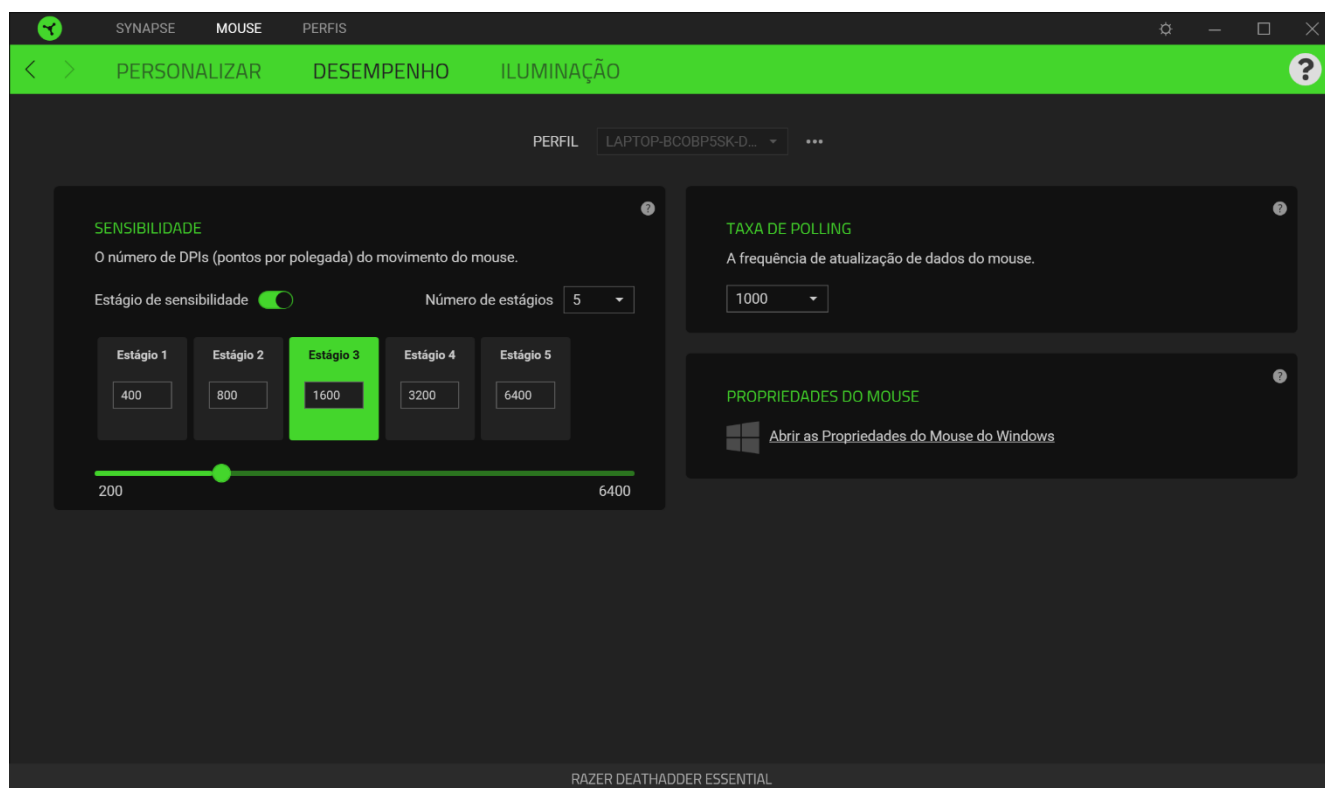 SYNAPSE MOUSE PERFIS
PERSONALIZAR DESEMPENHO ILUMINAÇÃO ?
PERFIL LAPTOP-BCOBP5SK-D... •••
SENSIBILIDADE ?
O número de DPIs (pontos por polegada) do movimento do mouse.
Estágio de sensibilidade Número de estágios 5
Estágio 1 Estágio 2 Estágio 3 Estágio 4 Estágio 5
400 800 1600 3200 6400
200 6400
TAXA DE POLLING ?
A frequência de atualização de dados do mouse.
1000
PROPRIEDADES DO MOUSE ?
Abrir as Propriedades do Mouse do Windows
RAZER DEATHADDER ESSENTIAL